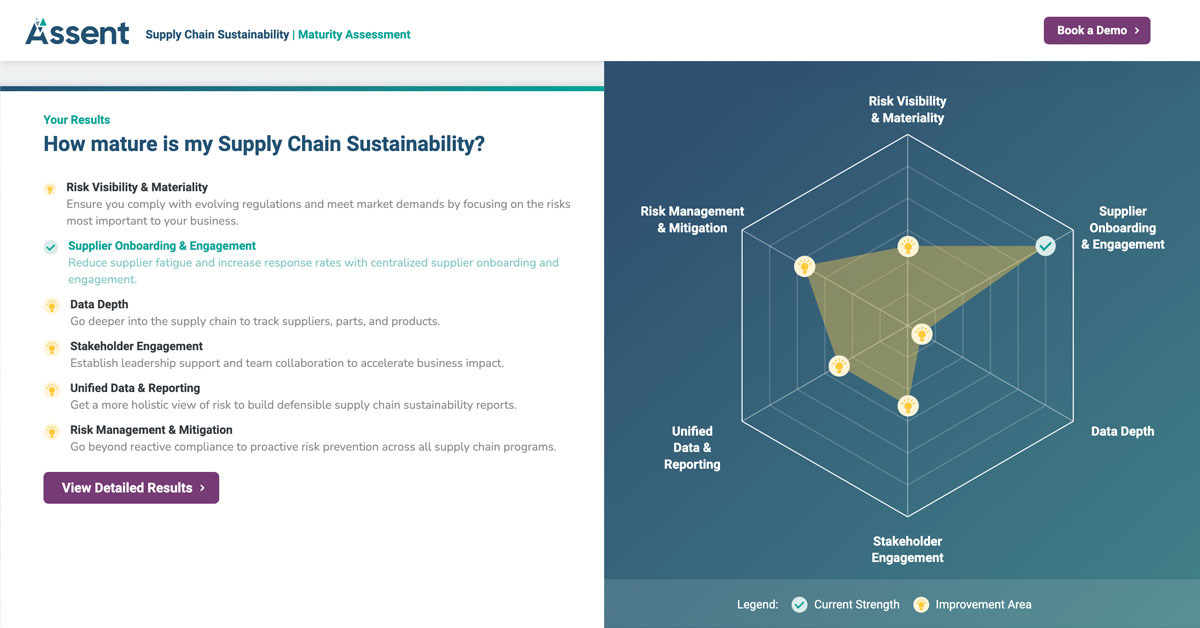 Assent
Supply Chain Sustainability | Maturity Assessment
Book a Demo
Your Results
How mature is my Supply Chain Sustainability?
Risk Visibility & Materiality
Ensure you comply with evolving regulations and meet market demands by focusing on the risks
most important to your business.
Supplier Onboarding & Engagement
Reduce supplier fatigue and increase response rates with centralized supplier onboarding and
engagement.
Data Depth
Go deeper into the supply chain to track suppliers, parts, and products.
Stakeholder Engagement
Establish leadership support and team collaboration to accelerate business impact.
Unified Data & Reporting
Get a more holistic view of risk to build defensible supply chain sustainability reports.
Risk Management & Mitigation
Go beyond reactive compliance to proactive risk prevention across all supply chain programs.
View Detailed Results
Risk Visibility
& Materiality
Supplier
Onboarding
& Engagement
Data Depth
Stakeholder
Engagement
Unified
Data &
Reporting
Risk Management
& Mitigation
Legend:
Current Strength
Improvement Area